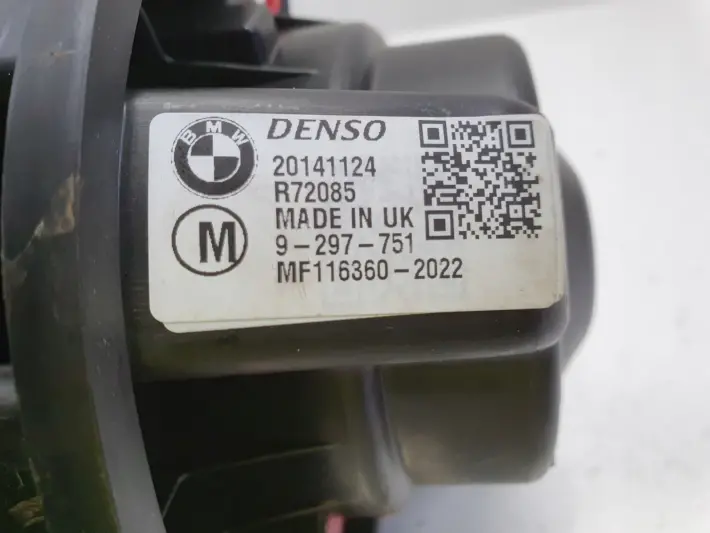 BMW
DENSO
20141124
R72085
MADE IN UK
M
9-297-751
MF116360-2022